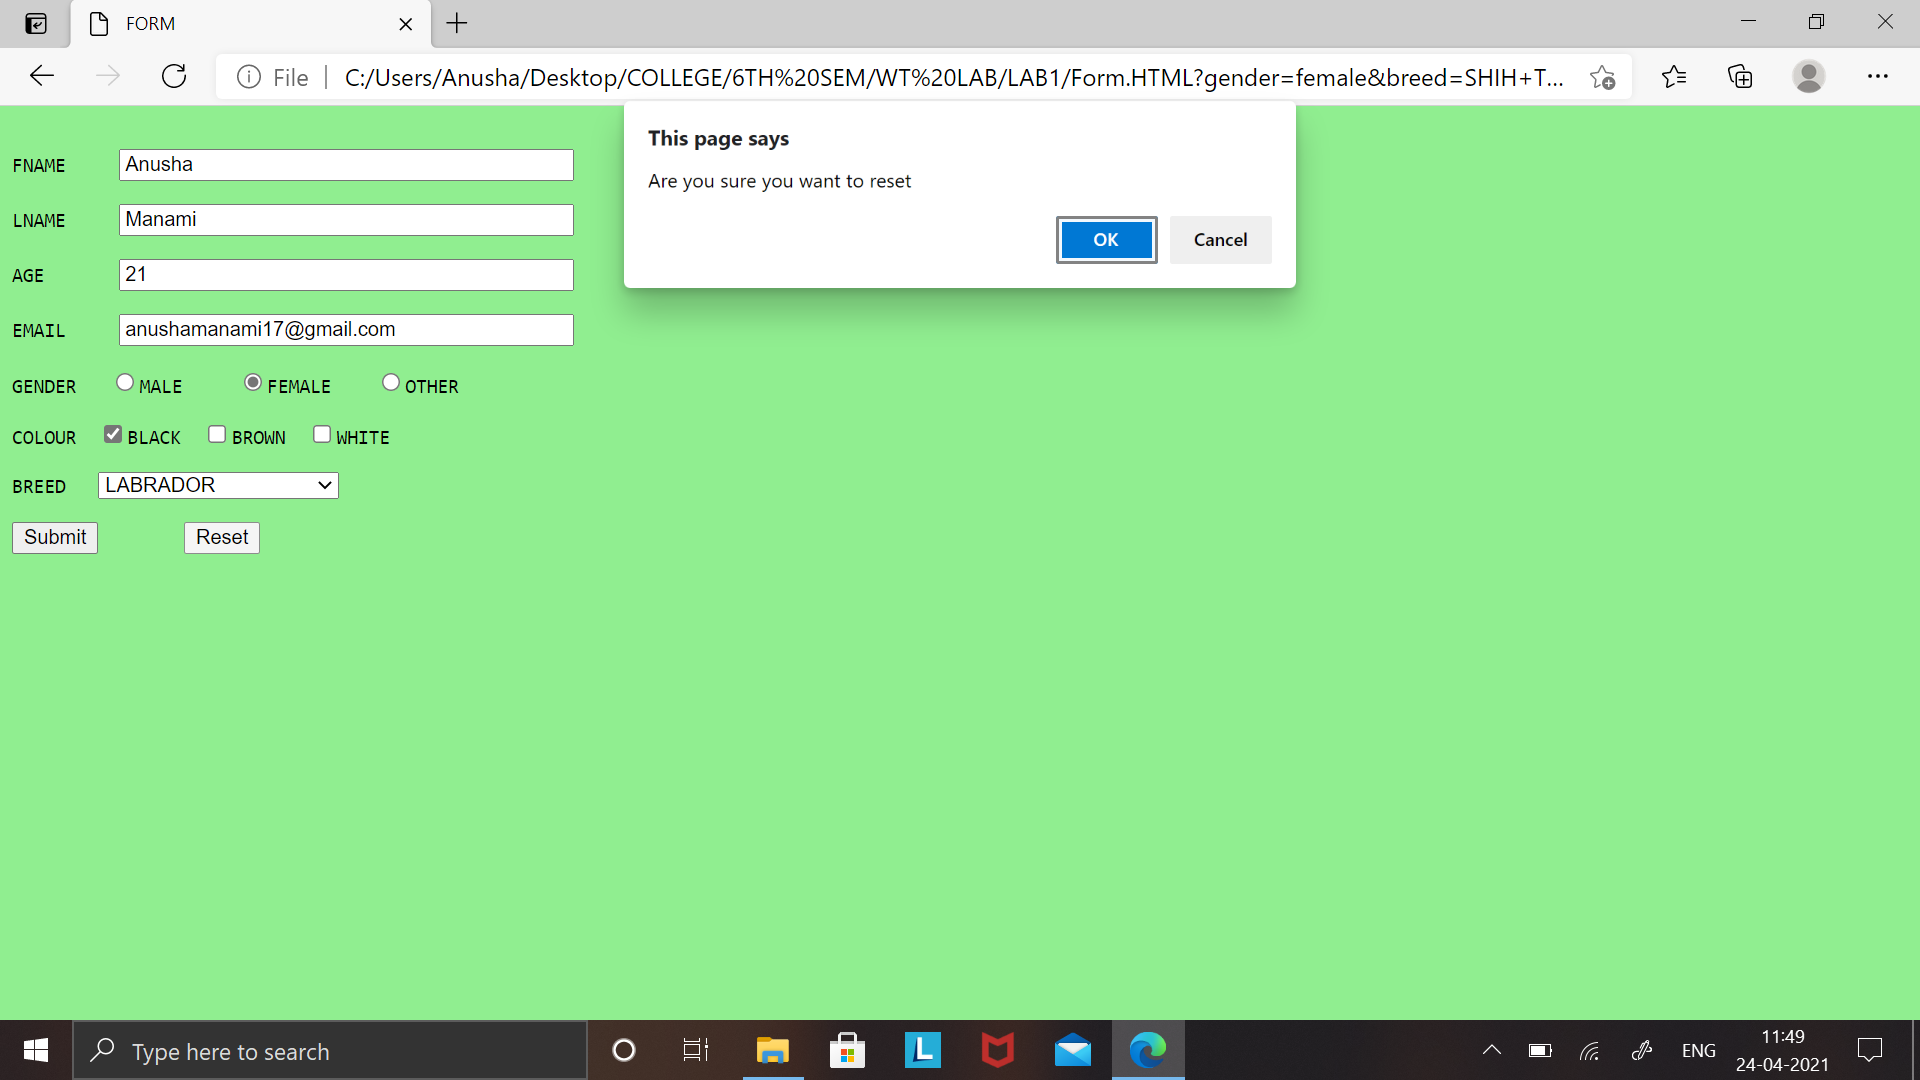 FORM
File
C:/Users/Anusha/Desktop/COLLEGE/6TH%20SEM/WT%20LAB/LAB1/Form.HTML?gender=female&breed=SHIH+T...
This page says
Are you sure you want to reset
OK Cancel
FNAME Anusha
LNAME Manami
AGE 21
EMAIL anushamanami17@gmail.com
GENDER MALE FEMALE OTHER
COLOUR BLACK BROWN WHITE
BREED LABRADOR
Submit Reset
Type here to search
L
ENG
11:49
24-04-2021